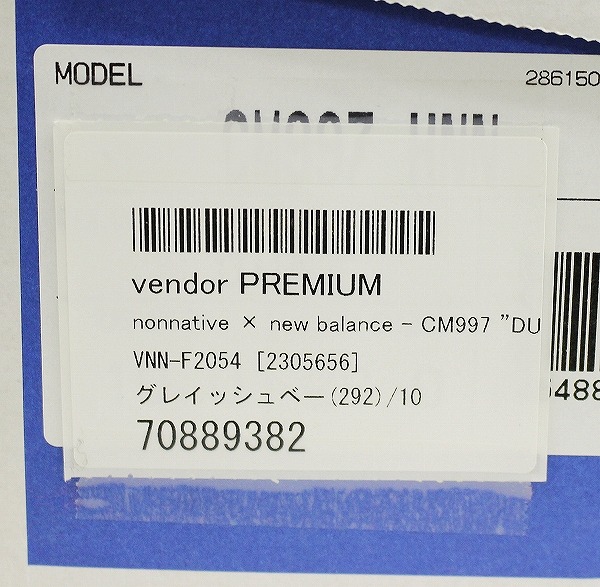 MODEL
286150
vendor PREMIUM
nonnative × new balance - CM997 ”DU
VNN-F2054 [2305656]
グレイッシュベー(292)/10
70889382
5488